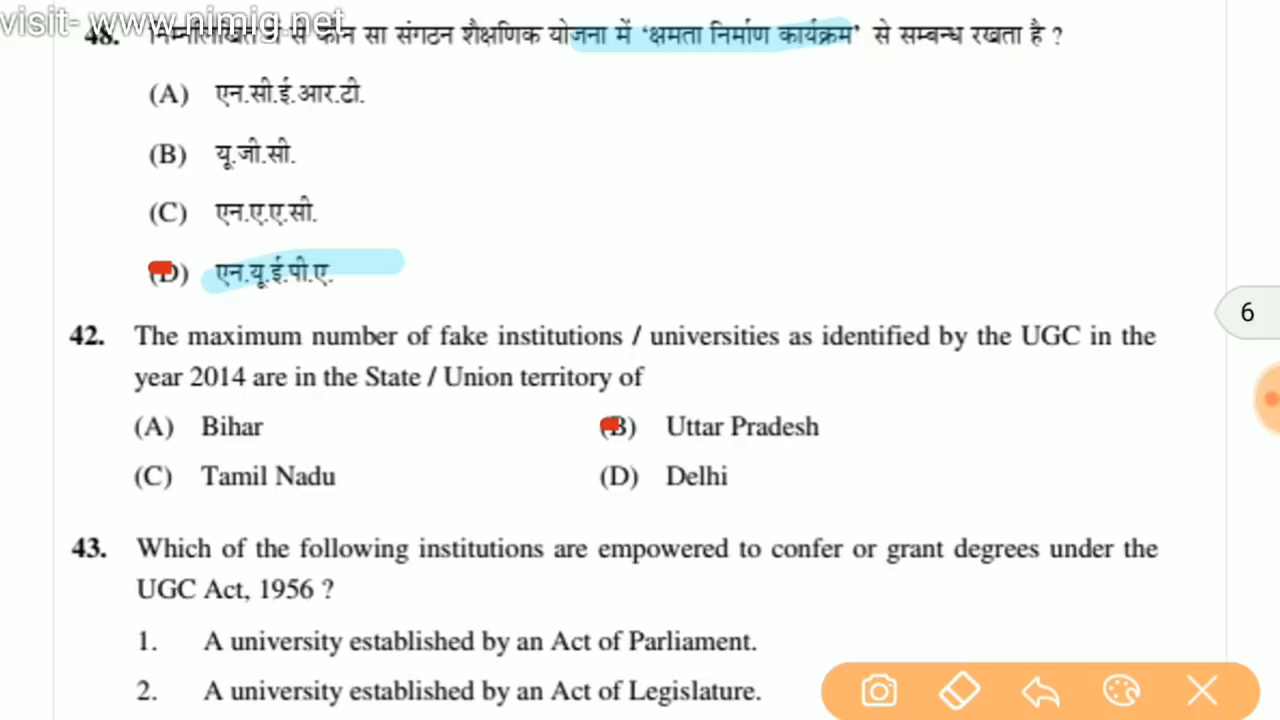 visit- www.nimig.net
48. निम्नलिखित में से कौन सा संगठन शैक्षणिक योजना में ‘क्षमता निर्माण कार्यक्रम’ से सम्बन्ध रखता है ?
(A) एन.सी.ई.आर.टी.
(B) यू.जी.सी.
(C) एन.ए.ए.सी.
(D) एन.यू.ई.पी.ए.
42. The maximum number of fake institutions / universities as identified by the UGC in the
year 2014 are in the State / Union territory of
(A) Bihar (B) Uttar Pradesh
(C) Tamil Nadu (D) Delhi
6
43. Which of the following institutions are empowered to confer or grant degrees under the
UGC Act, 1956 ?
1. A university established by an Act of Parliament.
2. A university established by an Act of Legislature.